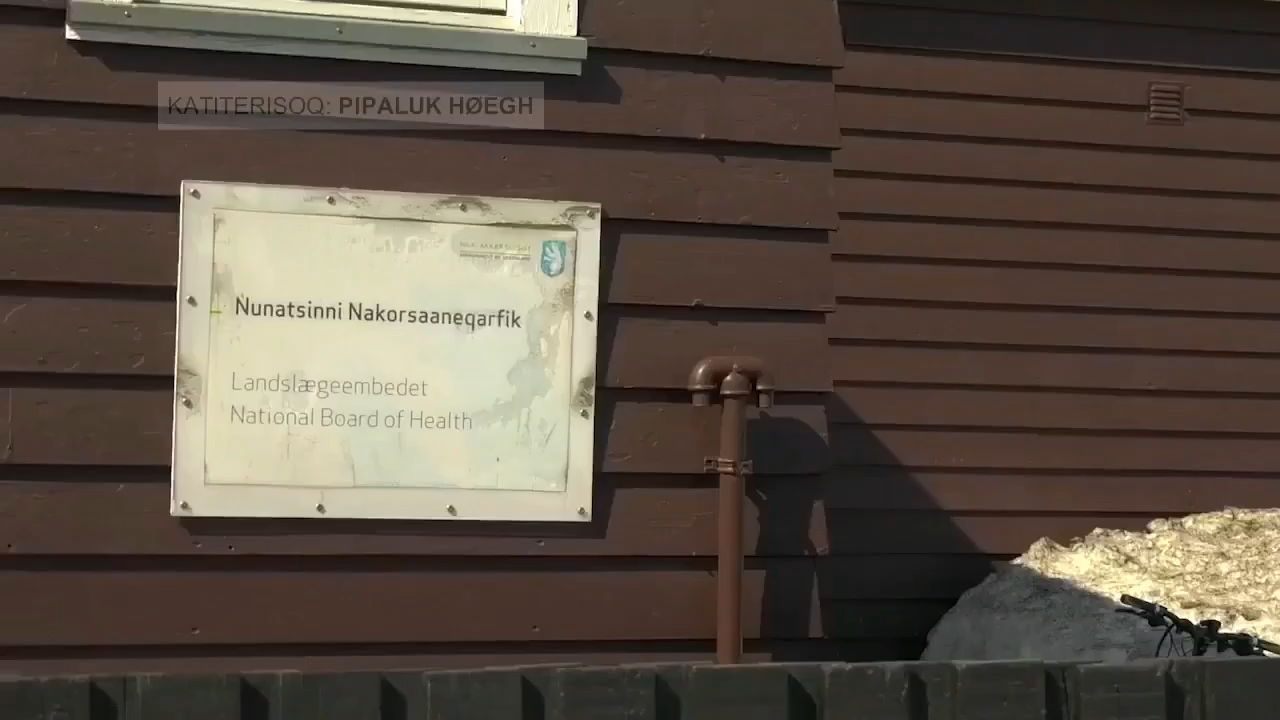 KATITERISOQ: PIPALUK HØEGH
Nunatsinni Nakorsaaneqarfik
Landslægeembedet
National Board of Health